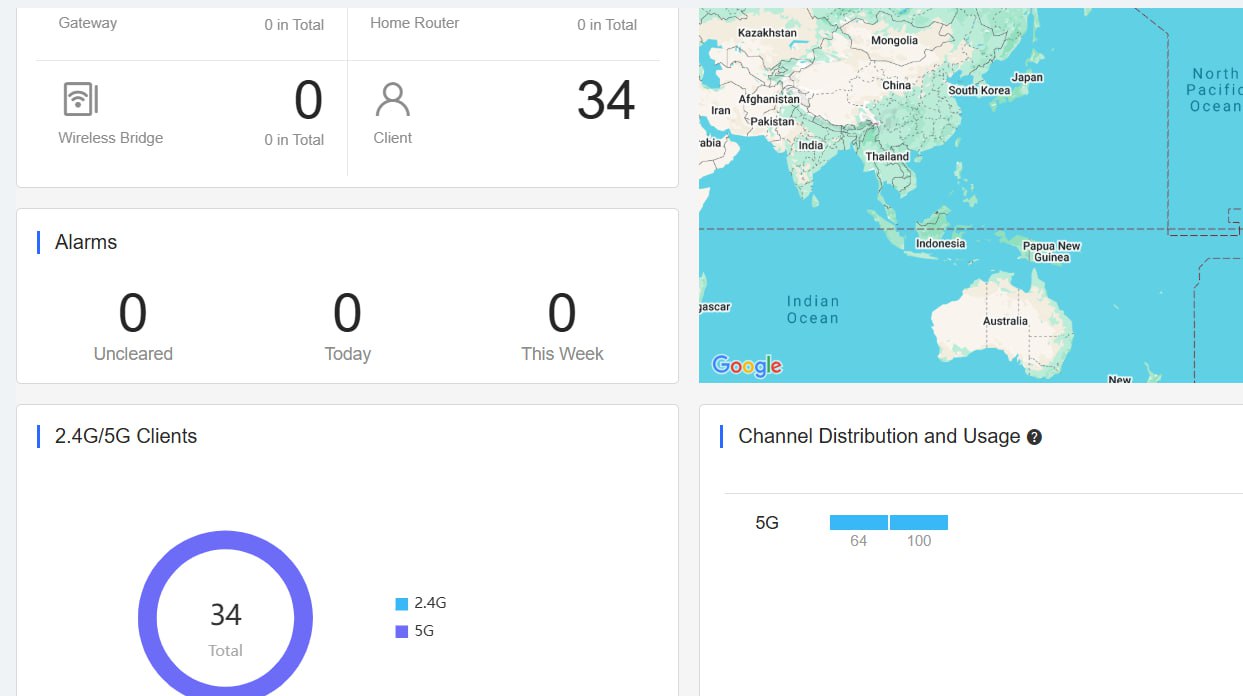 Gateway 0 in Total Home Router 0 in Total
0 34
Wireless Bridge 0 in Total Client
Alarms
0 0 0
Uncleared Today This Week
Kazakhstan
Mongolia
Japan
China
South Korea
Afghanistan
Iran
Pakistan
abia
India
Thailand
North
Pacific
Ocean
Indonesia
Papua New
Guinea
gascar
Indian
Ocean
Australia
Google
New
2.4G/5G Clients
34
Total
2.4G
5G
Channel Distribution and Usage ?
5G
64 100